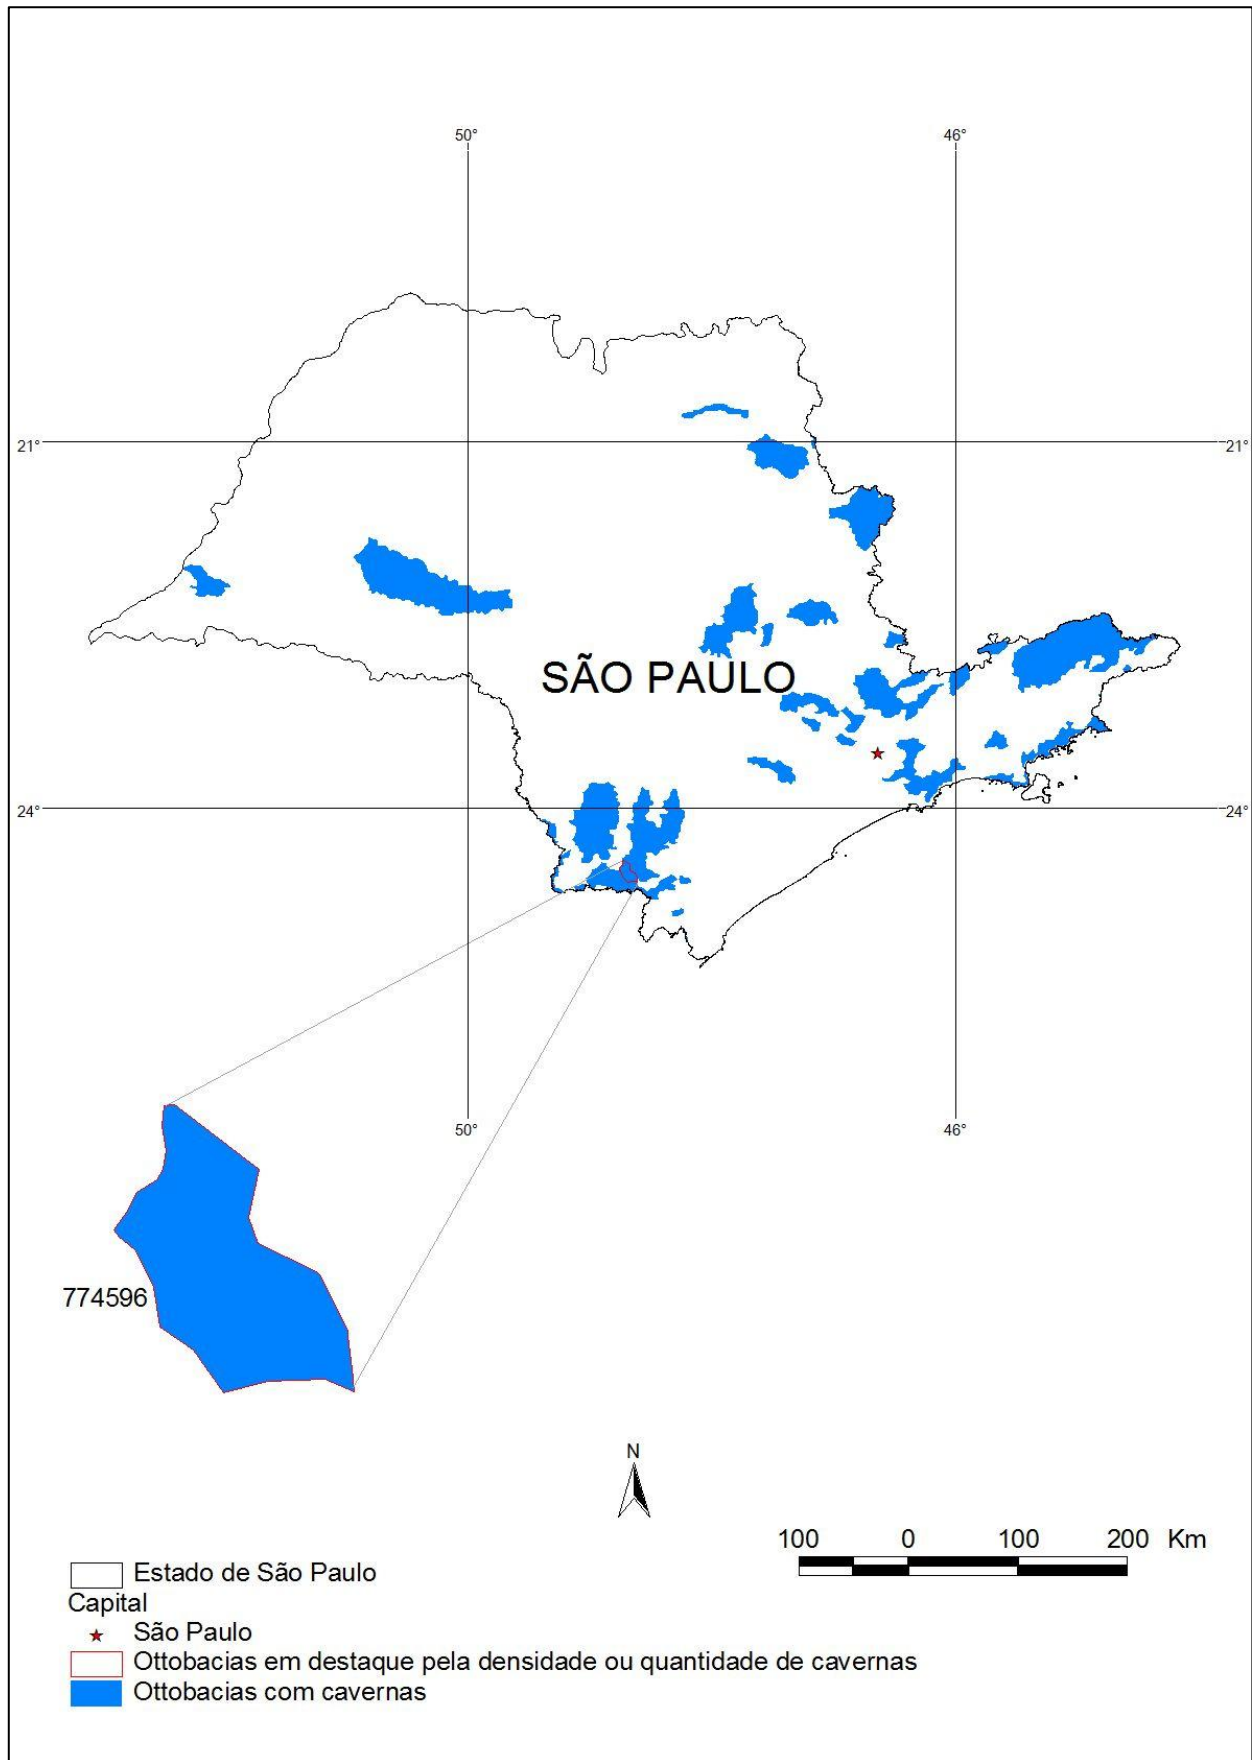 50° 46°
21° 21°
SÃO PAULO
24° 24°
50° 46°
774596
N
100 0 100 200 Km
Estado de São Paulo
Capital
São Paulo
Ottobacias em destaque pela densidade ou quantidade de cavernas
Ottobacias com cavernas